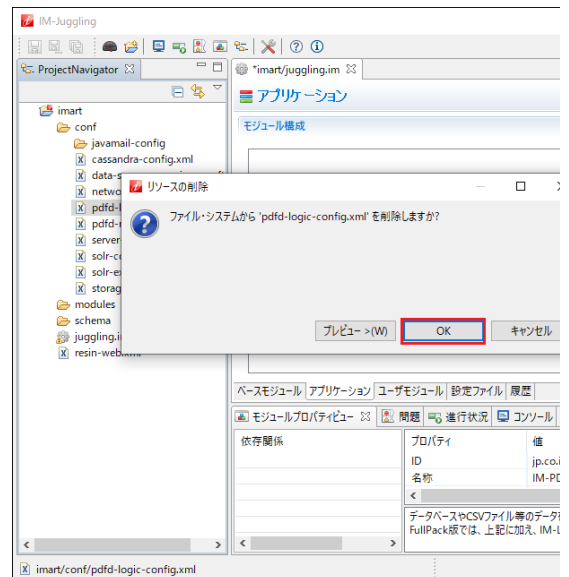 IM-Juggling
ProjectNavigator
*imart/juggling.im
アプリケーション
imart
conf
javamail-config
cassandra-config.xml
モジュール構成
リソースの削除
ファイル・システムから 'pdfd-logic-config.xml' を削除しますか?
プレビュー >(W)
OK
キャンセル
modules
schema
juggling.i
resin-web.xml
ベースモジュール
アプリケーション
ユーザモジュール
設定ファイル
履歴
モジュールプロパティビュー
問題
進行状況
コンソール
依存関係
プロパティ
値
ID
jp.co.i
名称
IM-PD
データベースやCSVファイル等のデータ
FullPack版では、上記に加え、IM-L
imart/conf/pdfd-logic-config.xml